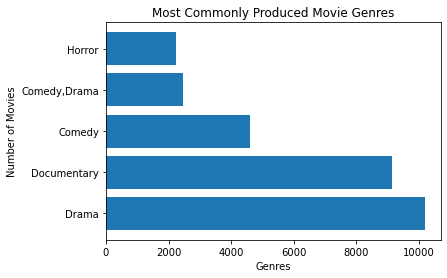 Most Commonly Produced Movie Genres
Number of Movies
Horror
Comedy,Drama
Comedy
Documentary
Drama
0 2000 4000 6000 8000 10000
Genres